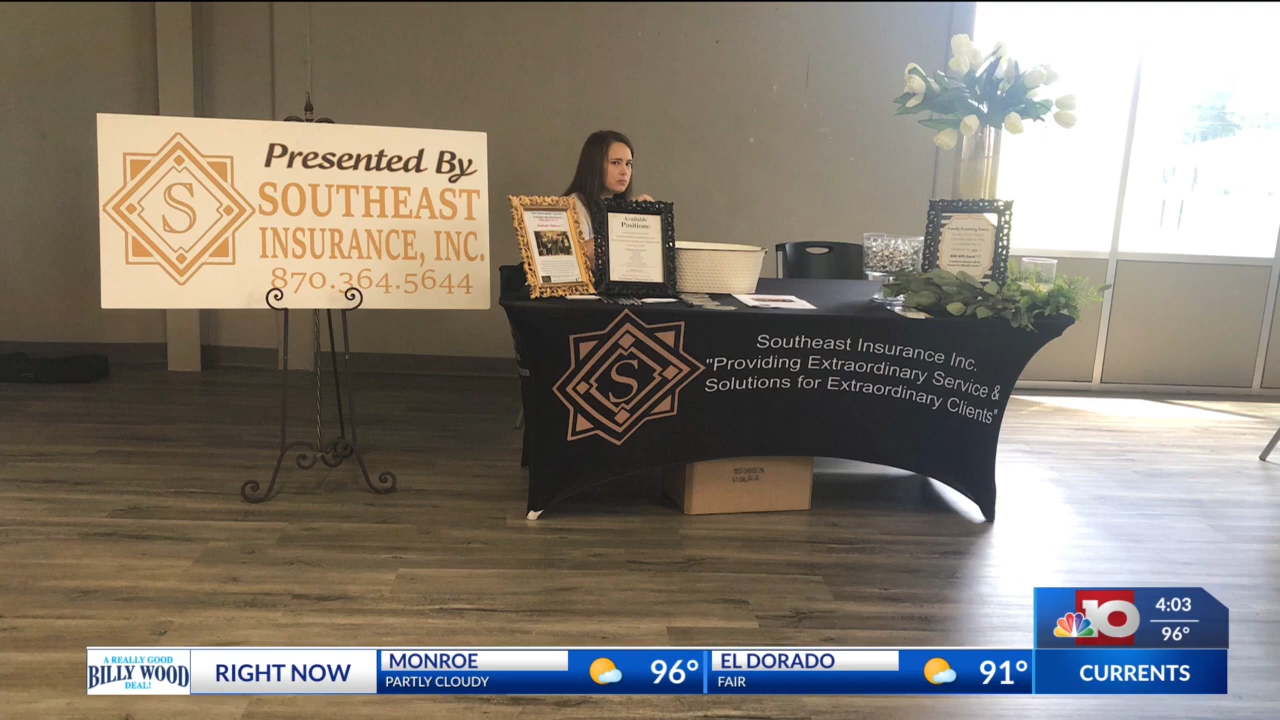 Presented By
SOUTHEAST
INSURANCE, INC.
870.364.5644
S
Available
Positions:
S
Southeast Insurance Inc.
"Providing Extraordinary Service &
Solutions for Extraordinary Clients"
10
4:03
96°
A REALLY GOOD
BILLY WOOD
DEAL!
RIGHT NOW
MONROE
PARTLY CLOUDY
96°
EL DORADO
FAIR
91°
CURRENTS